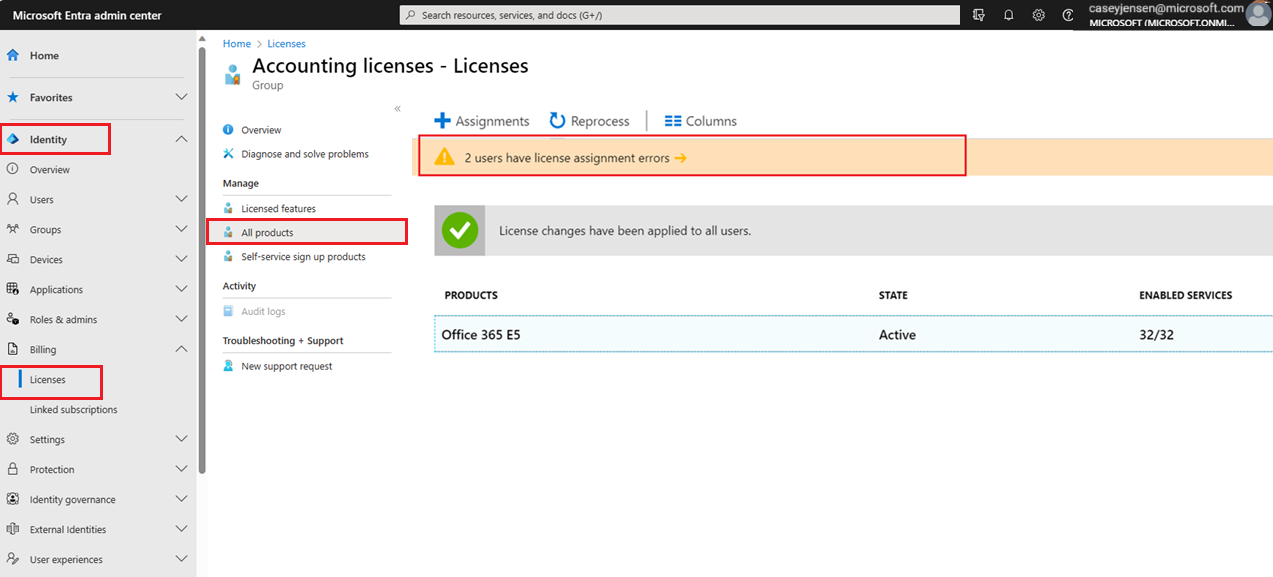 Microsoft Entra admin center
Search resources, services, and docs (G+/)
caseyjensen@microsoft.com
MICROSOFT (MICROSOFT.ONMI...
Home
Favorites
Identity
Overview
Users
Groups
Devices
Applications
Roles & admins
Billing
Licenses
Linked subscriptions
Settings
Protection
Identity governance
External Identities
User experiences
Home > Licenses
Accounting licenses - Licenses
Group
«
Overview
Diagnose and solve problems
Manage
Licensed features
All products
Self-service sign up products
Activity
Audit logs
Troubleshooting + Support
New support request
Assignments Reprocess Columns
2 users have license assignment errors →
License changes have been applied to all users.
PRODUCTS STATE ENABLED SERVICES
Office 365 E5 Active 32/32